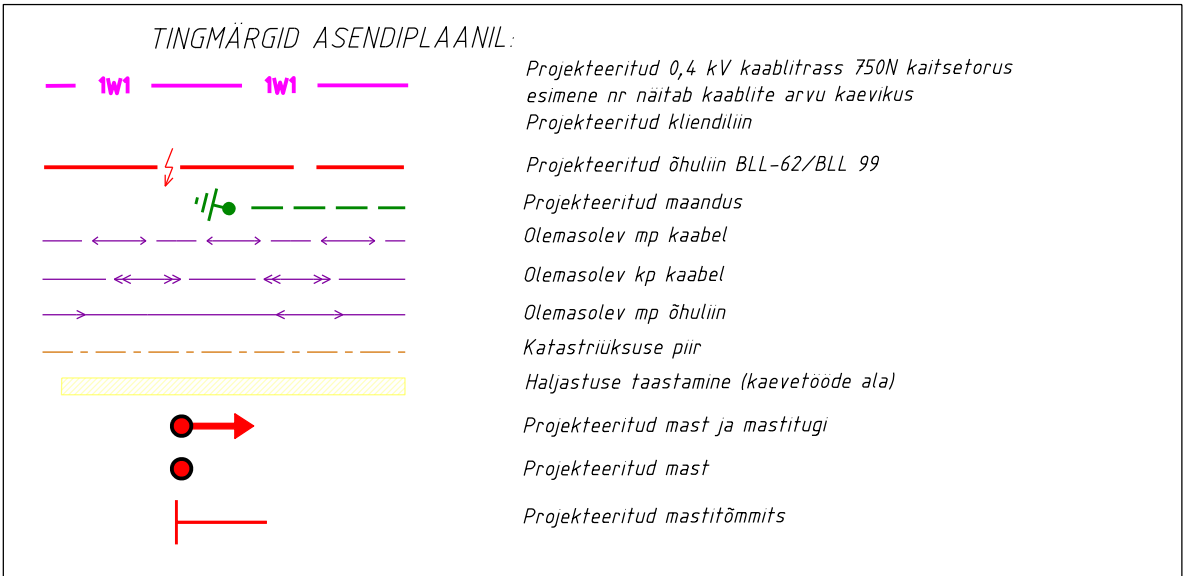 TINGMÄRGID ASENDIPLAANIL:
1W1 1W1
Projekteeritud 0,4 kV kaablitrass 750N kaitsetorus
esimene nr näitab kaablite arvu kaevikus
Projekteeritud kliendiliin
Projekteeritud õhuliin BLL-62/BLL 99
Projekteeritud maandus
Olemasolev mp kaabel
Olemasolev kp kaabel
Olemasolev mp õhuliin
Katastriüksuse piir
Haljastuse taastamine (kaevetööde ala)
Projekteeritud mast ja mastitugi
Projekteeritud mast
Projekteeritud mastitõmmits